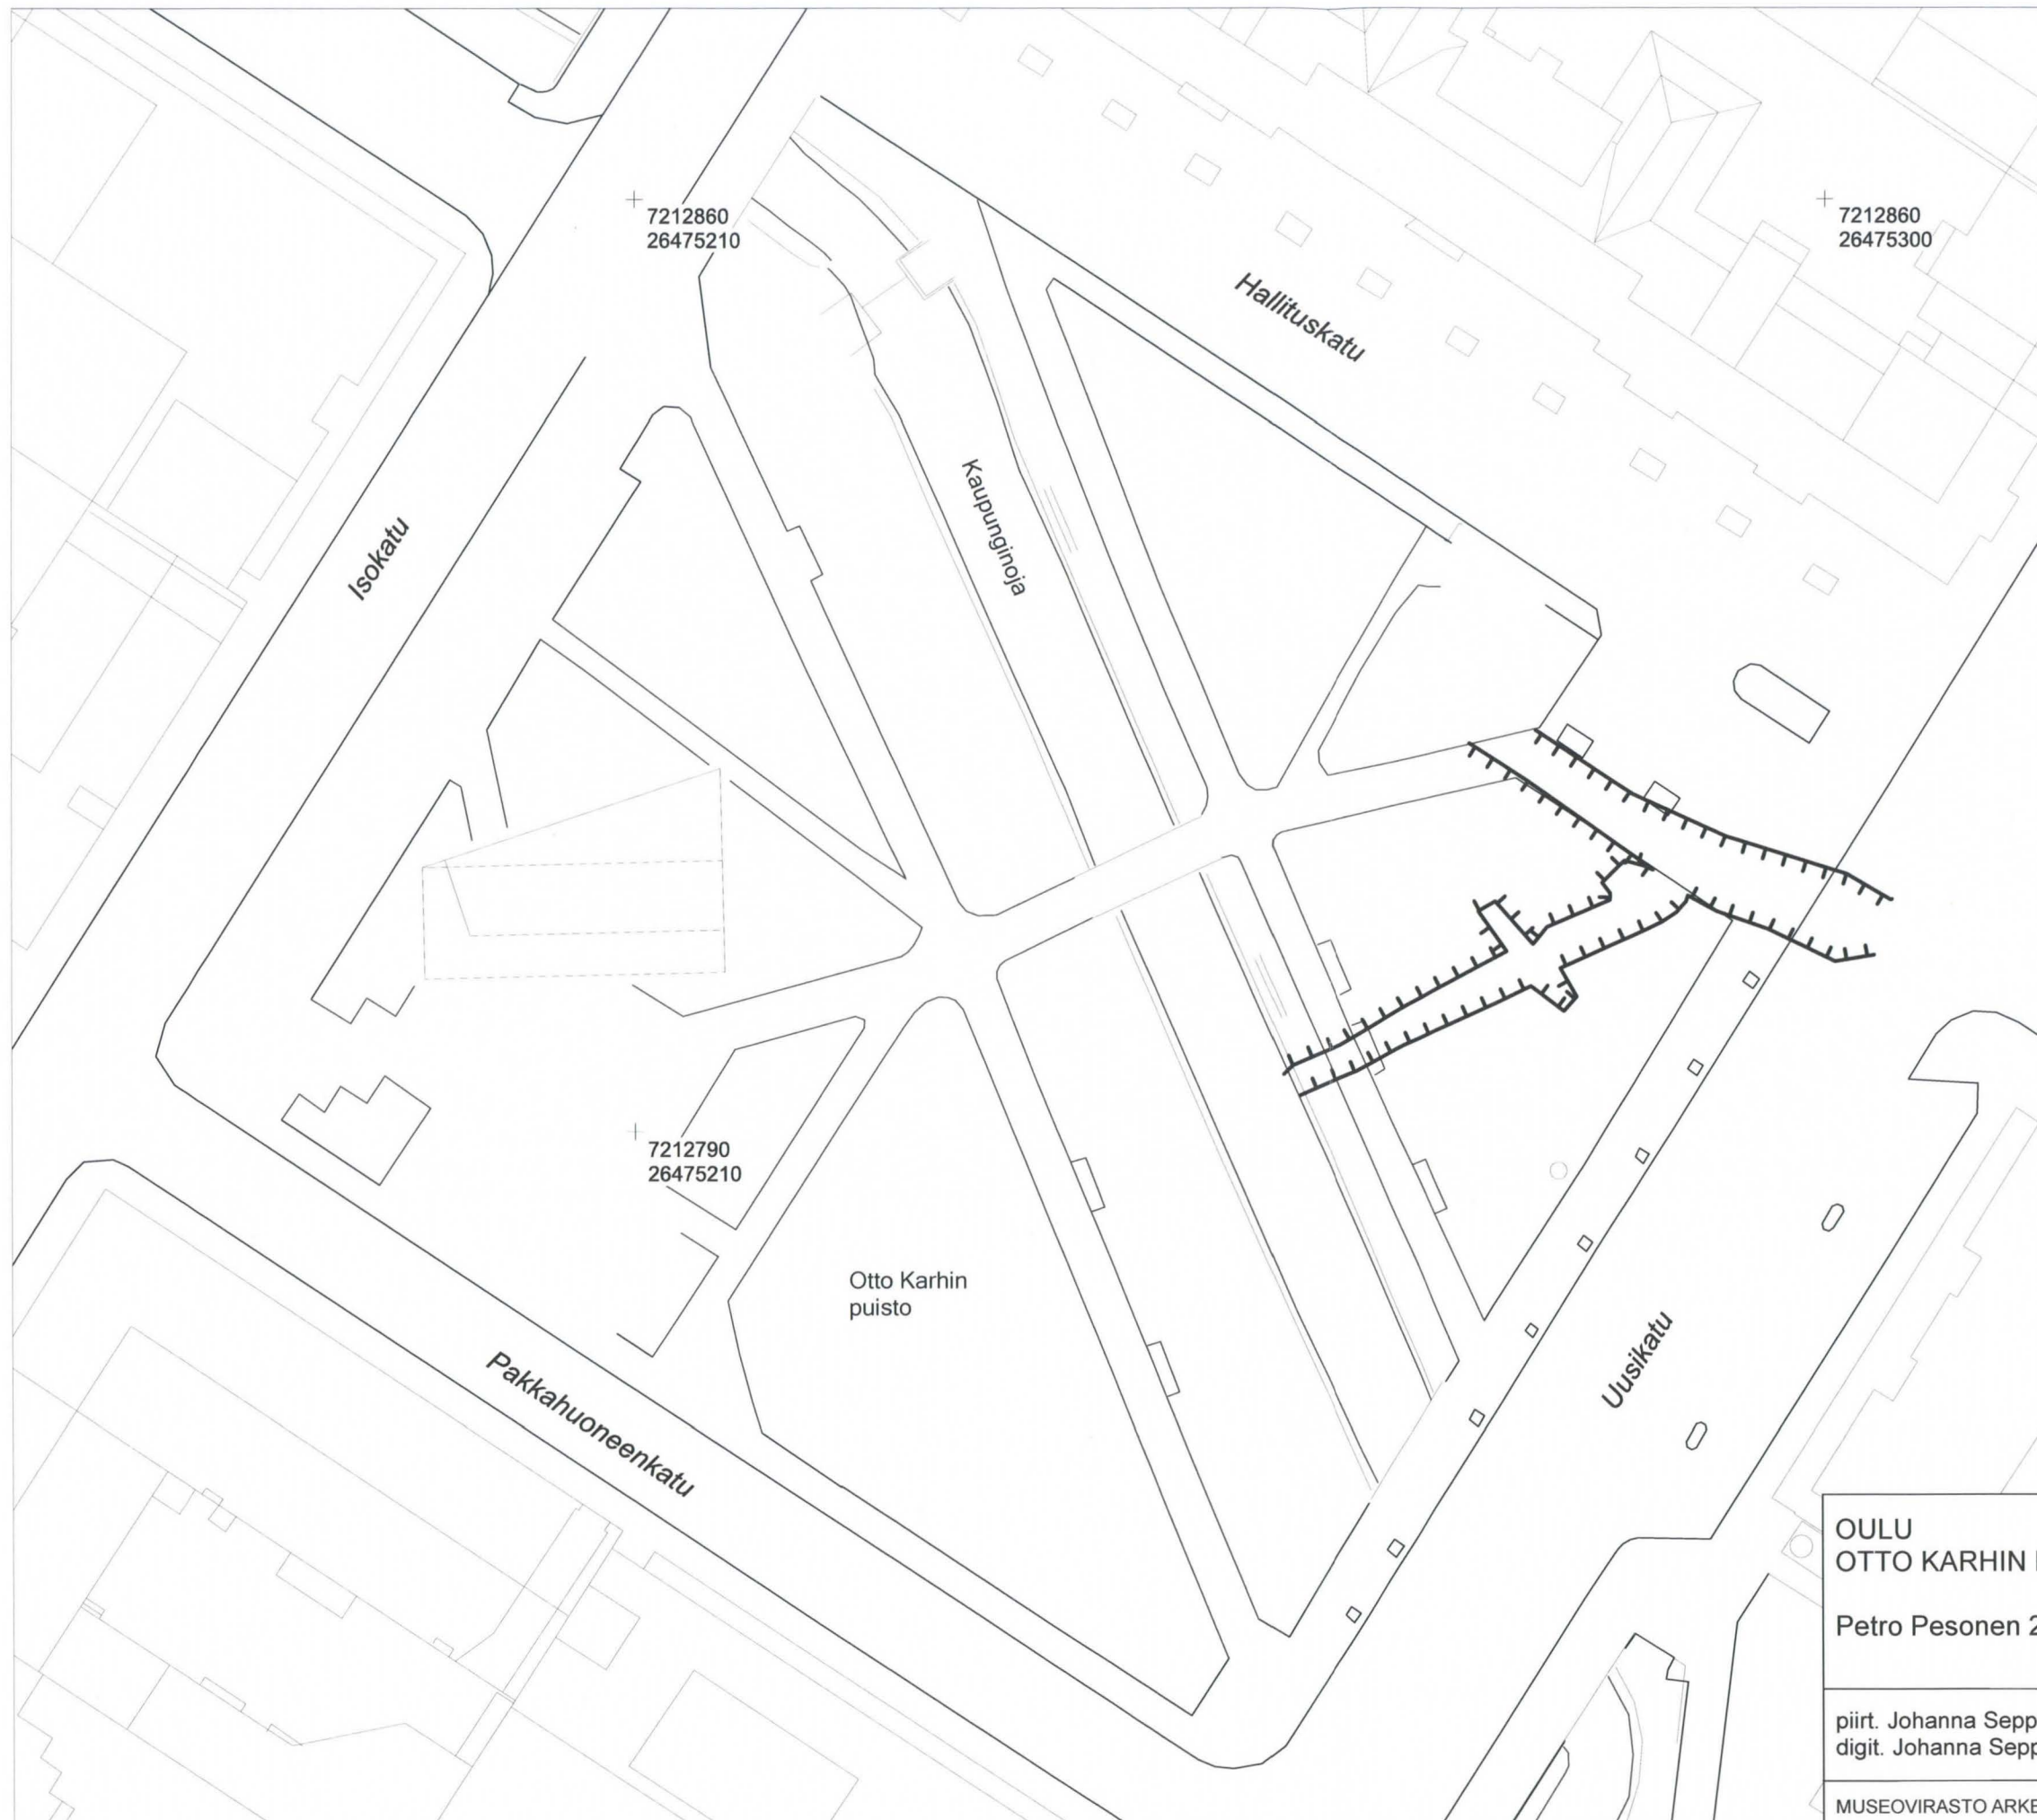 7212860
26475210
7212860
26475300
Hallituskatu
Kaupunginoja
Isokatu
7212790
26475210
Otto Karhin
puisto
Uusikatu
Pakkahuoneenkatu
OULU
OTTO KARHIN
Petro Pesonen
piirt. Johanna
digit. Johanna
MUSEOVIRASTO